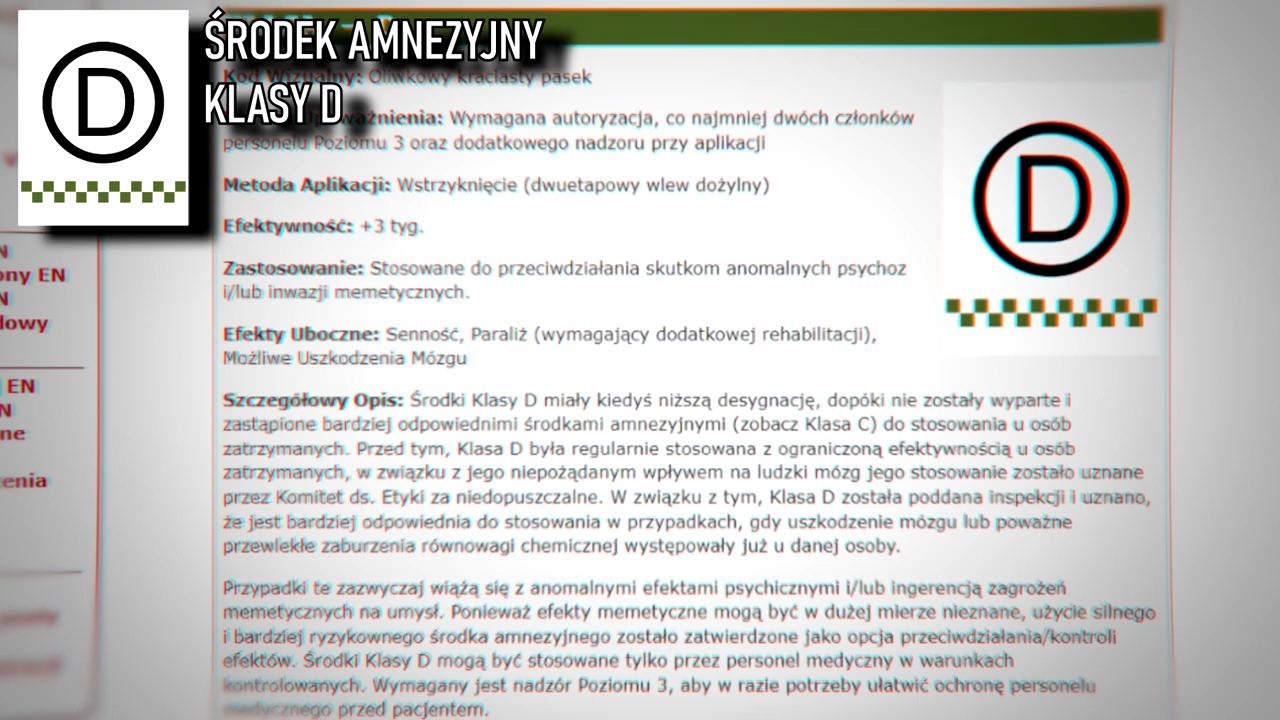 ŚRODEK AMNEZYJNY
KLASY D
D
Kod Wizualny: Oliwkowy kraciasty pasek
Wymagana autoryzacja, co najmniej dwóch członków
personelu Poziomu 3 oraz dodatkowego nadzoru przy aplikacji
Metoda Aplikacji: Wstrzyknięcie (dwuetapowy wlew dożylny)
Efektywność: +3 tyg.
Zastosowanie: Stosowane do przeciwdziałania skutkom anomalnych psychoz
i/lub inwazji memetycznych.
Efekty Uboczne: Senność, Paraliż (wymagający dodatkowej rehabilitacji),
Możliwe Uszkodzenia Mózgu
D
Szczegółowy Opis: Środki Klasy D miały kiedyś niższą desygnację, dopóki nie zostały wyparte i
zastąpione bardziej odpowiednimi środkami amnezyjnymi (zobacz Klasa C) do stosowania u osób
zatrzymanych. Przed tym, Klasa D była regularnie stosowana z ograniczoną efektywnością u osób
zatrzymanych, w związku z jego niepożądanym wpływem na ludzki mózg jego stosowanie zostało uznane
przez Komitet ds. Etyki za niedopuszczalne. W związku z tym, Klasa D została poddana inspekcji i uznano,
że jest bardziej odpowiednia do stosowania w przypadkach, gdy uszkodzenie mózgu lub poważne
przewlekłe zaburzenia równowagi chemicznej występowały już u danej osoby.
Przypadki te zazwyczaj wiążą się z anomalnymi efektami psychicznymi i/lub ingerencją zagrożeń
memetycznych na umysł. Ponieważ efekty memetyczne mogą być w dużej mierze nieznane, użycie silnego
i bardziej ryzykownego środka amnezyjnego zostało zatwierdzone jako opcja przeciwdziałania/kontroli
efektów. Środki Klasy D mogą być stosowane tylko przez personel medyczny w warunkach
kontrolowanych. Wymagany jest nadzór Poziomu 3, aby w razie potrzeby ułatwić ochronę personelu
medycznego przed pacjentem.
EN
EN